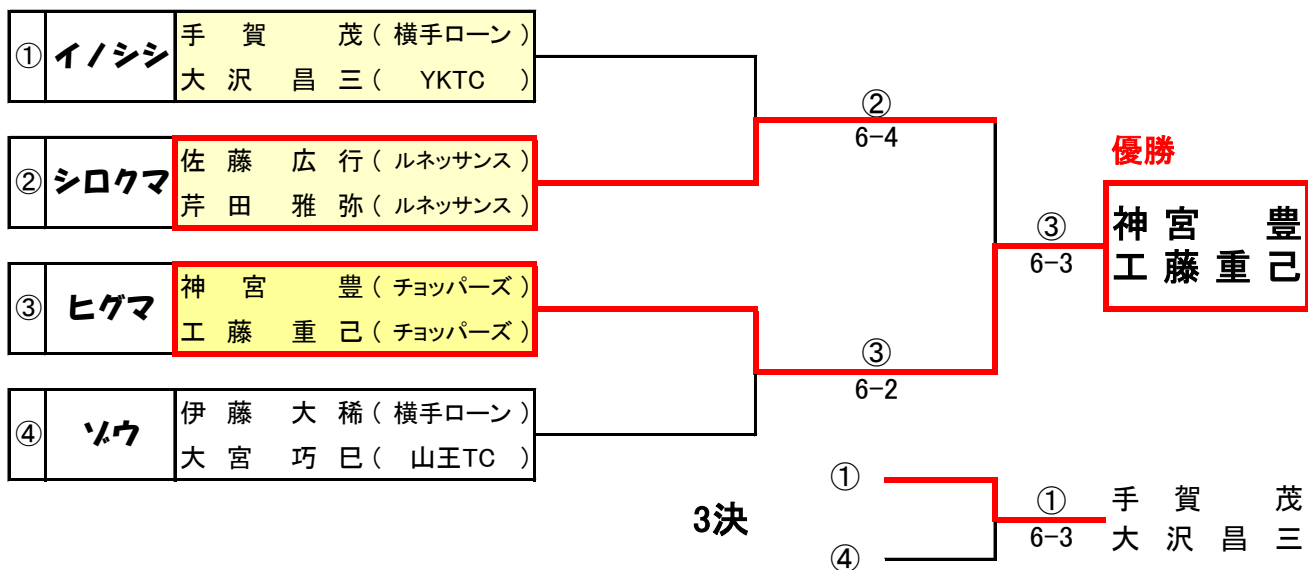 ① イノシシ 手賀 茂 ( 横手ローン )
大沢昌三 ( YKTC )
② シロクマ 佐藤広行 ( ルネッサンス )
芹田雅弥 ( ルネッサンス )
③ ヒグマ 神宮 豊 ( チョッパーズ )
工藤重己 ( チョッパーズ )
④ ゾウ 伊藤大稀 ( 横手ローン )
大宮巧巳 ( 山王TC )
②
6-4
③
6-2
③
6-3
優勝
神宮 豊
工藤重己
3決
①
④
①
6-3
手賀 茂
大沢昌三